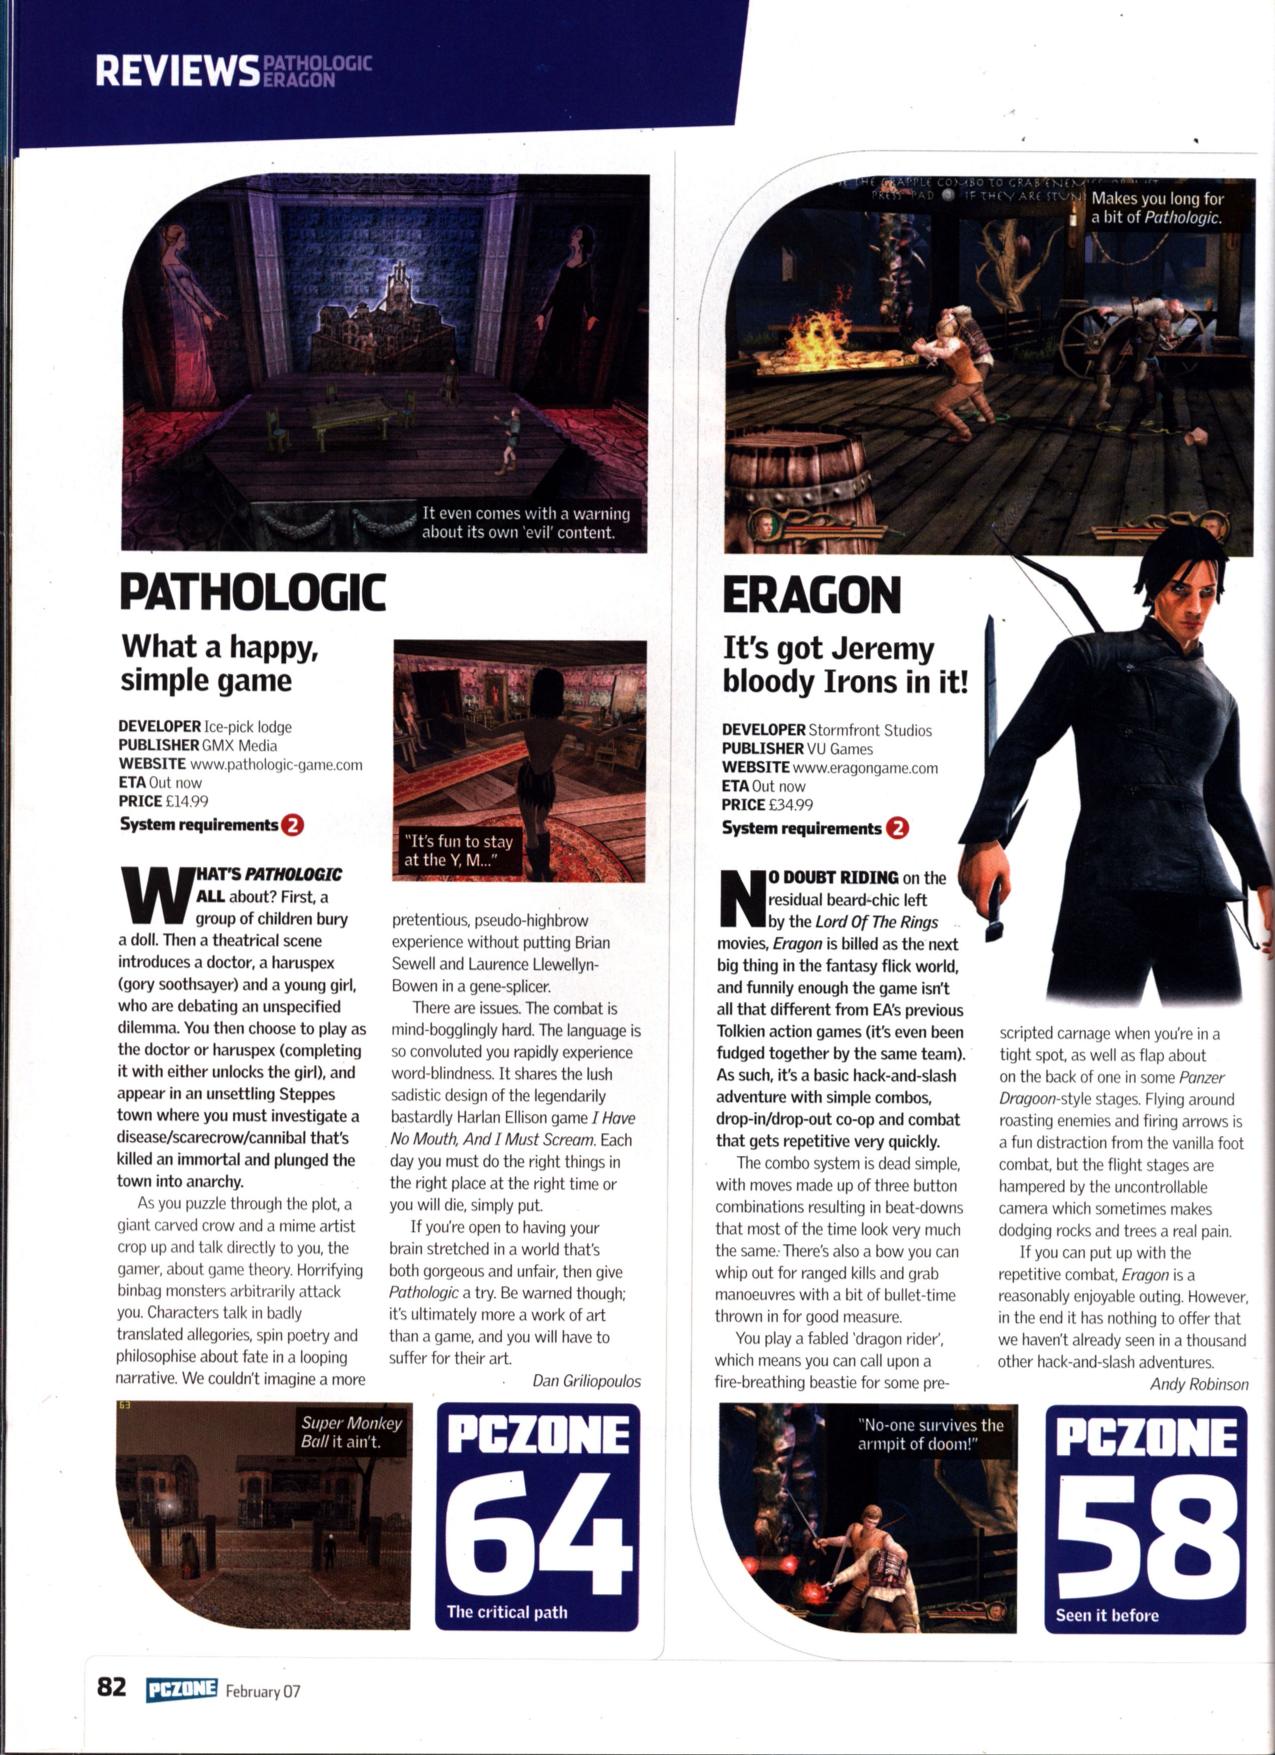 REVIEWS PATHOLOGIC
ERAGON
It even comes with a warning
about its own 'evil' content.
PATHOLOGIC
What a happy,
simple game
DEVELOPER Ice-pick lodge
PUBLISHER GMX Media
WEBSITE www.pathologic-game.com
ETA Out now
PRICE £14.99
System requirements 2
"It's fun to stay
at the Y, M..."
WHAT'S PATHOLOGIC
ALL about? First, a
group of children bury
a doll. Then a theatrical scene
introduces a doctor, a haruspex
(gory soothsayer) and a young girl,
who are debating an unspecified
dilemma. You then choose to play as
the doctor or haruspex (completing
it with either unlocks the girl), and
appear in an unsettling Steppes
town where you must investigate a
disease/scarecrow/cannibal that's
killed an immortal and plunged the
town into anarchy.
As you puzzle through the plot, a
giant carved crow and a mime artist
crop up and talk directly to you, the
gamer, about game theory. Horrifying
binbag monsters arbitrarily attack
you. Characters talk in badly
translated allegories, spin poetry and
philosophise about fate in a looping
narrative. We couldn't imagine a more
pretentious, pseudo-highbrow
experience without putting Brian
Sewell and Laurence Llewellyn-
Bowen in a gene-splicer.
There are issues. The combat is
mind-bogglingly hard. The language is
so convoluted you rapidly experience
word-blindness. It shares the lush
sadistic design of the legendarily
bastardly Harlan Ellison game I Have
No Mouth, And I Must Scream. Each
day you must do the right things in
the right place at the right time or
you will die, simply put.
If you're open to having your
brain stretched in a world that's
both gorgeous and unfair, then give
Pathologic a try. Be warned though;
it's ultimately more a work of art
than a game, and you will have to
suffer for their art.
Dan Griliopoulos
63
Super Monkey
Ball it ain't.
PCZONE
64
The critical path
THE GRAPPLE COMBO TO GRAB
PRESS PAD IF THEY ARE STUN
Makes you long for
a bit of Pathologic.
ERAGON
It's got Jeremy
bloody Irons in it!
DEVELOPER Stormfront Studios
PUBLISHER VU Games
WEBSITE www.eragongame.com
ETA Out now
PRICE £34.99
System requirements 2
NO DOUBT RIDING on the
residual beard-chic left
by the Lord Of The Rings
movies, Eragon is billed as the next
big thing in the fantasy flick world,
and funnily enough the game isn't
all that different from EA's previous
Tolkien action games (it's even been
fudged together by the same team).
As such, it's a basic hack-and-slash
adventure with simple combos,
drop-in/drop-out co-op and combat
that gets repetitive very quickly.
The combo system is dead simple,
with moves made up of three button
combinations resulting in beat-downs
that most of the time look very much
the same. There's also a bow you can
whip out for ranged kills and grab
manoeuvres with a bit of bullet-time
thrown in for good measure.
You play a fabled 'dragon rider',
which means you can call upon a
fire-breathing beastie for some pre-
scripted carnage when you're in a
tight spot, as well as flap about
on the back of one in some Panzer
Dragoon-style stages. Flying around
roasting enemies and firing arrows is
a fun distraction from the vanilla foot
combat, but the flight stages are
hampered by the uncontrollable
camera which sometimes makes
dodging rocks and trees a real pain.
If you can put up with the
repetitive combat, Eragon is a
reasonably enjoyable outing. However,
in the end it has nothing to offer that
we haven't already seen in a thousand
other hack-and-slash adventures.
Andy Robinson
"No-one survives the
armpit of doom!"
PCZONE
58
Seen it before
82 PCZONE February 07